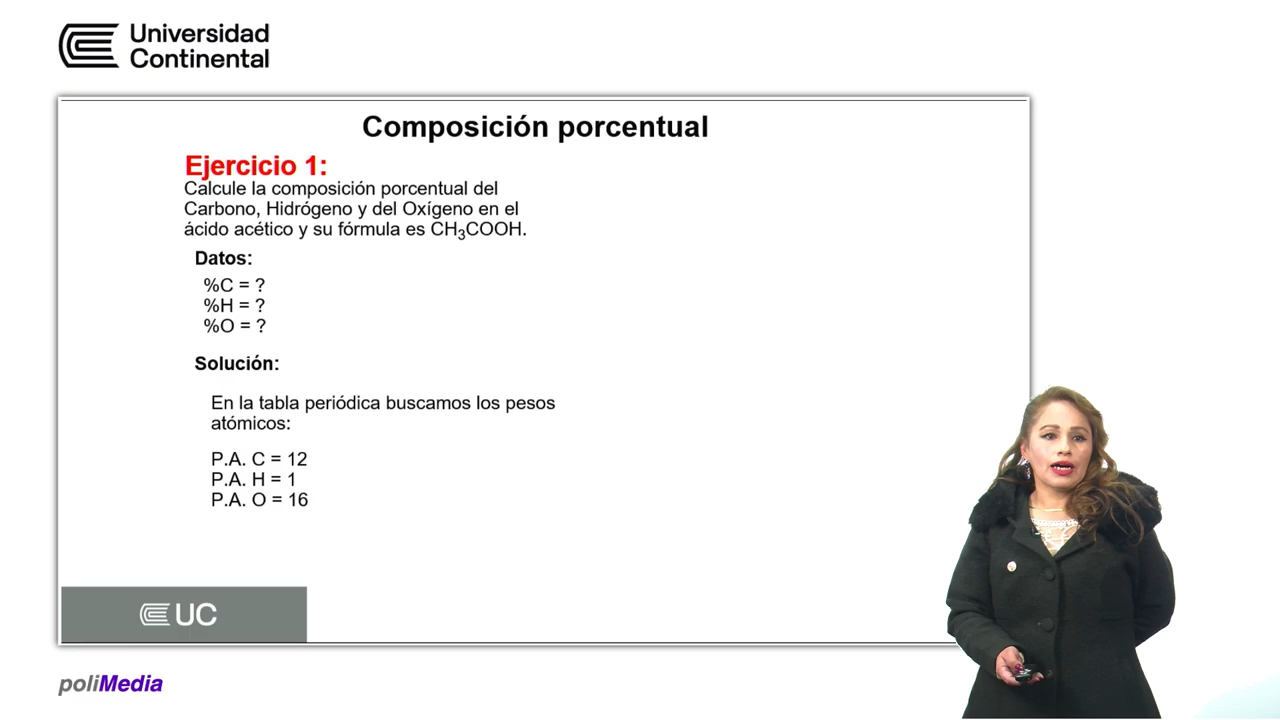 Universidad
Continental
Composición porcentual
Ejercicio 1:
Calcule la composición porcentual del
Carbono, Hidrógeno y del Oxígeno en el
ácido acético y su fórmula es CH₃COOH.
Datos:
%C = ?
%H = ?
%O = ?
Solución:
En la tabla periódica buscamos los pesos
atómicos:
P.A. C = 12
P.A. H = 1
P.A. O = 16
UC
poliMedia